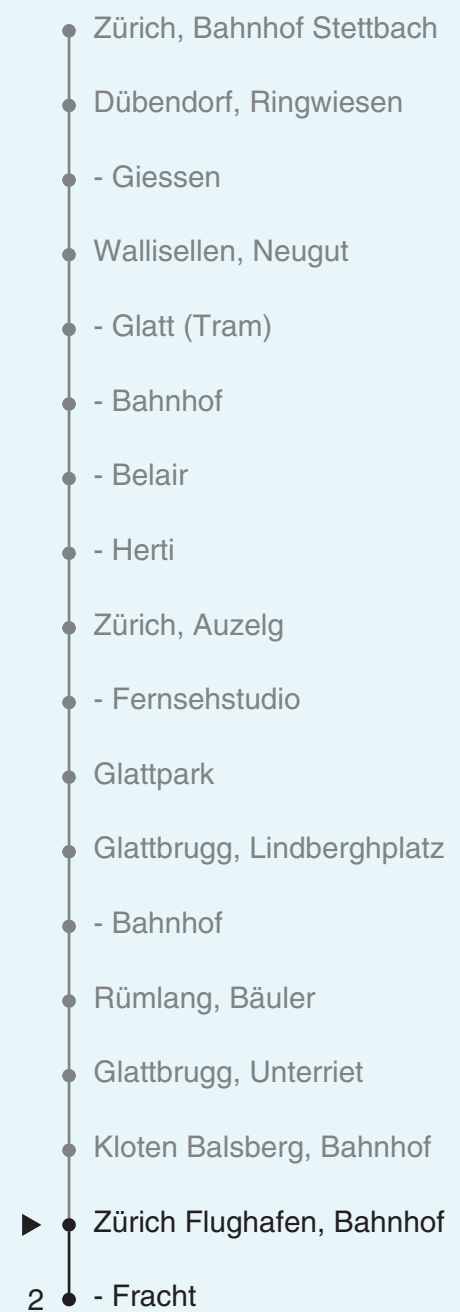 Zürich, Bahnhof Stettbach
Dübendorf, Ringwiesen
- Giessen
Wallisellen, Neugut
- Glatt (Tram)
- Bahnhof
- Belair
- Herti
Zürich, Auzelg
- Fernsehstudio
Glattpark
Glattbrugg, Lindberghplatz
- Bahnhof
Rümlang, Bäuler
Glattbrugg, Unterriet
Kloten Balsberg, Bahnhof
Zürich Flughafen, Bahnhof
2 - Fracht